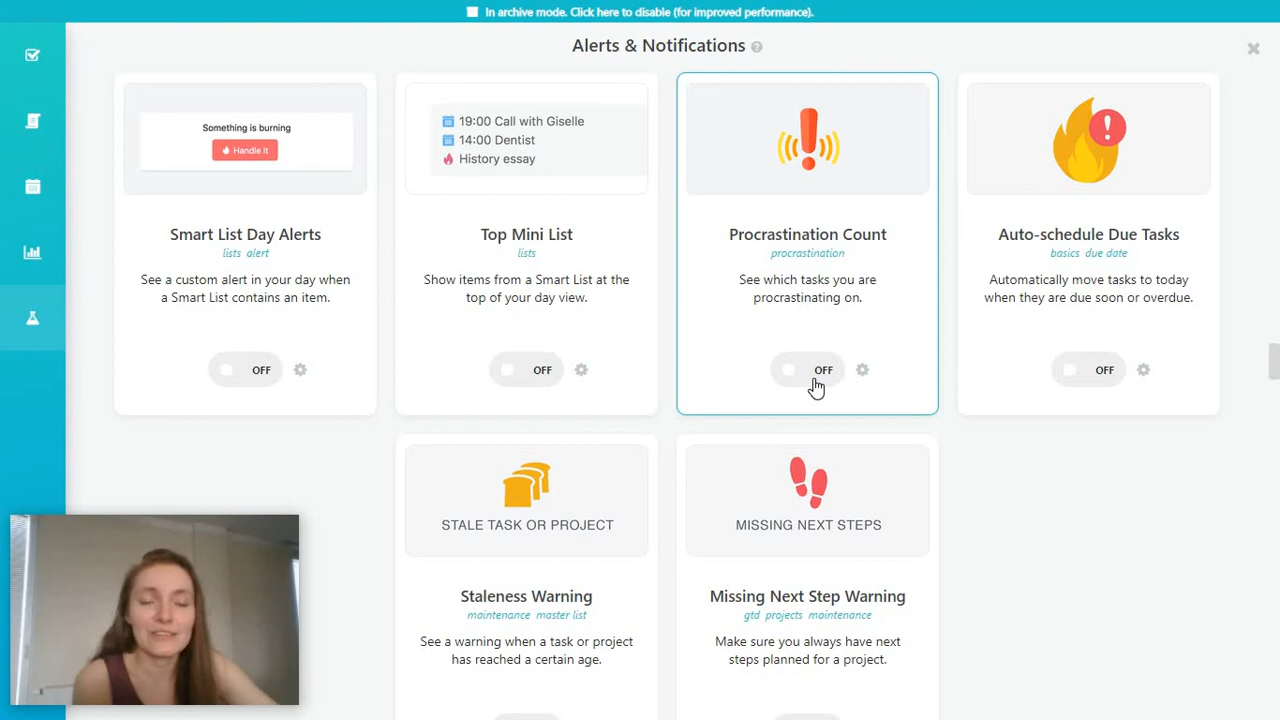 In archive mode. Click here to disable (for improved performance).
Alerts & Notifications
Something is burning
Handle it
Smart List Day Alerts
lists alert
See a custom alert in your day when
a Smart List contains an item.
OFF
19:00 Call with Giselle
14:00 Dentist
History essay
Top Mini List
lists
Show items from a Smart List at the
top of your day view.
OFF
Procrastination Count
procrastination
See which tasks you are
procrastinating on.
OFF
Auto-schedule Due Tasks
basics due date
Automatically move tasks to today
when they are due soon or overdue.
OFF
STALE TASK OR PROJECT
Staleness Warning
maintenance master list
See a warning when a task or project
has reached a certain age.
MISSING NEXT STEPS
Missing Next Step Warning
gtd projects maintenance
Make sure you always have next
steps planned for a project.